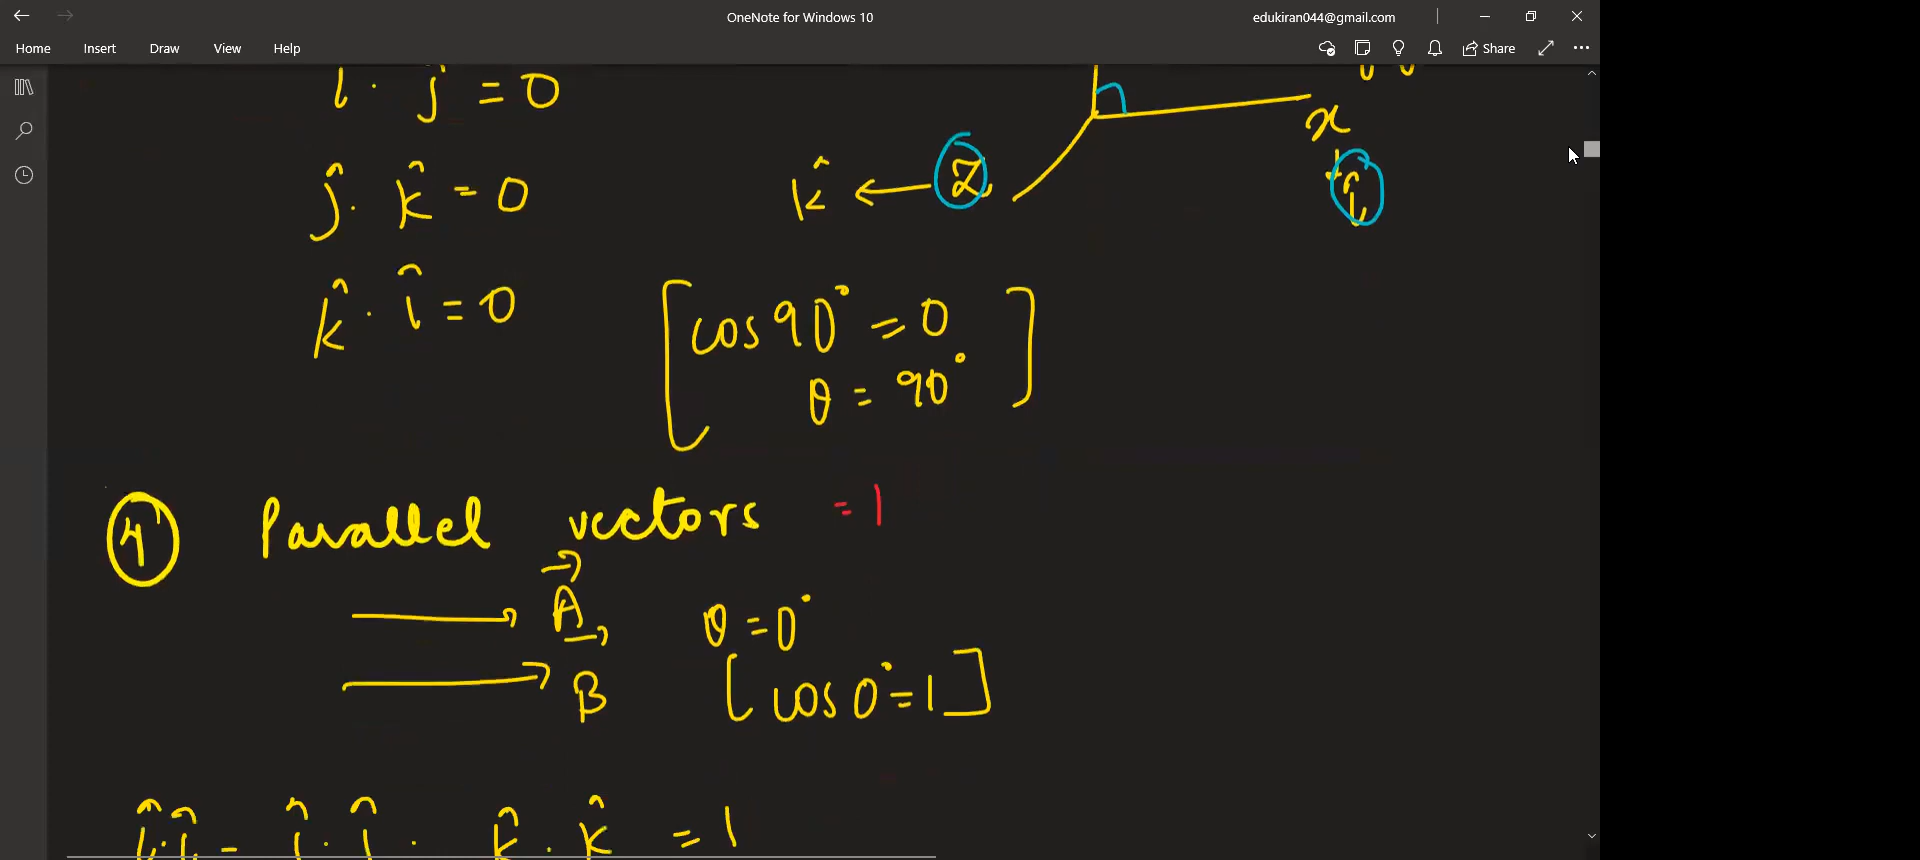 OneNote for Windows 10
edukiran044@gmail.com
Home Insert Draw View Help
Share
î · ĵ = 0
x
ĵ · k̂ = 0
k̂ ← Z
î
k̂ · î = 0
[cos 90° = 0
θ = 90°]
4 Parallel vectors = 1
A⃗ θ = 0°
B⃗ [cos 0° = 1]
k̂ · k̂ = 1